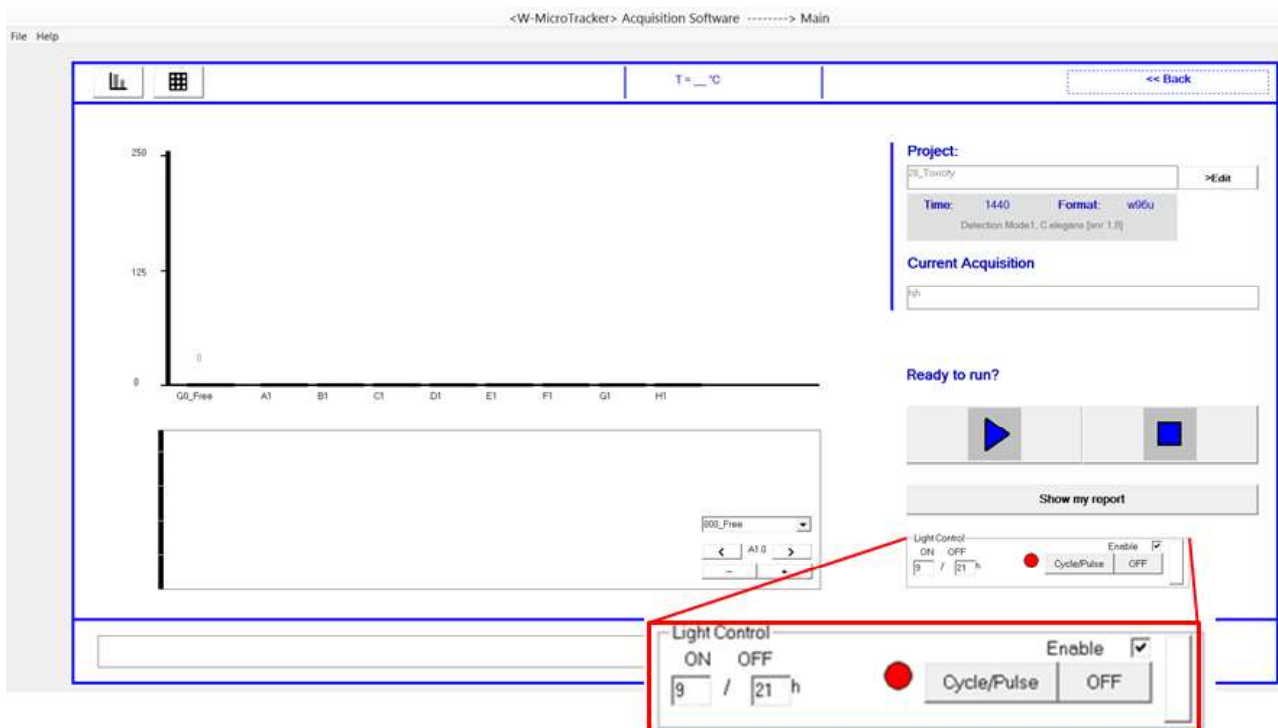 <W-MicroTracker> Acquisition Software --------> Main
File Help
T = __ °C
<< Back
250
125
0
0
G0_Free A1 B1 C1 D1 E1 F1 G1 H1
Project:
28_Toxicity
>Edit
Time: 1440 Format: w96u
Detection Mode1, C.elegans [snr 1,8]
Current Acquisition
Ready to run?
Show my report
000_Free
< A1.0 >
- +
Light Control
ON OFF
Enable
9 / 21 h
Cycle/Pulse OFF
Light Control
ON OFF
Enable
9 / 21 h
Cycle/Pulse OFF